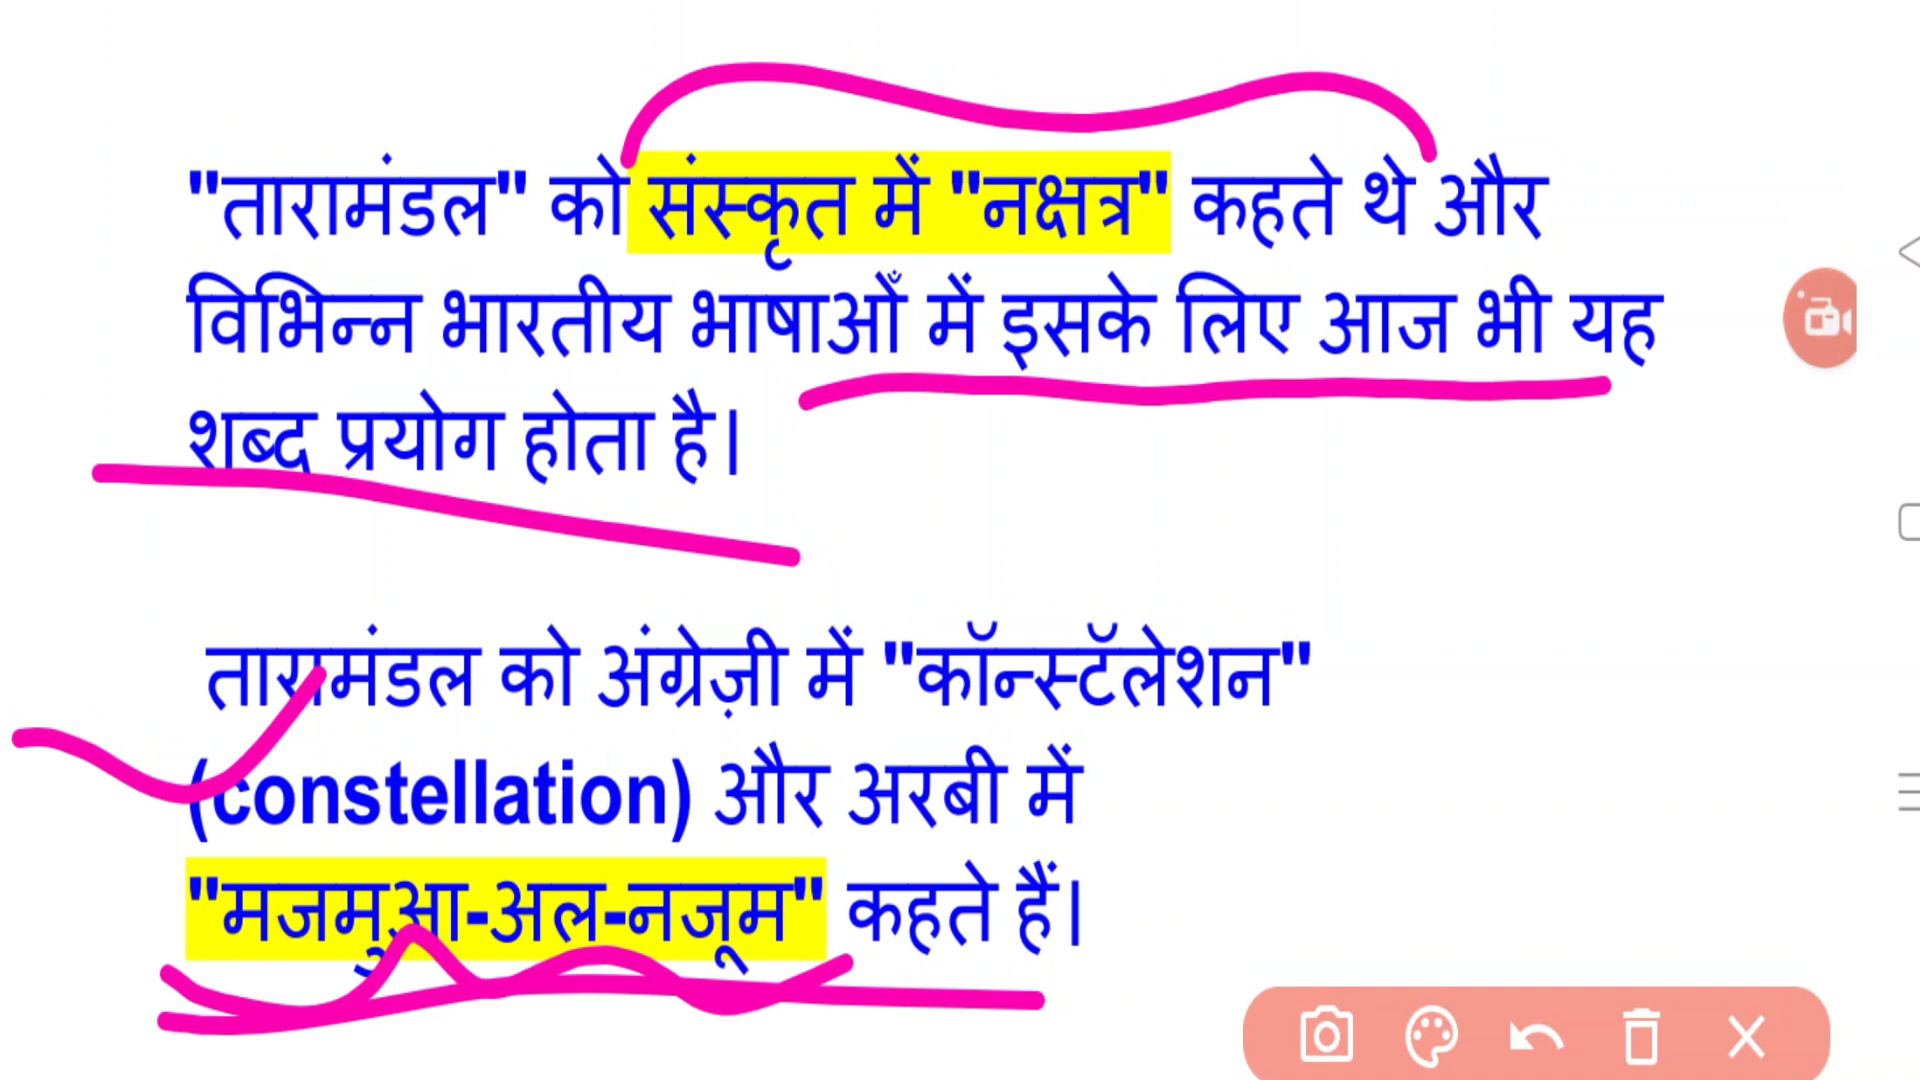 "तारामंडल" को संस्कृत में "नक्षत्र" कहते थे और
विभिन्न भारतीय भाषाओँ में इसके लिए आज भी यह
शब्द प्रयोग होता है।
तारामंडल को अंग्रेज़ी में "कॉन्स्टॅलेशन"
(constellation) और अरबी में
"मजमुआ-अल-नजूम" कहते हैं।